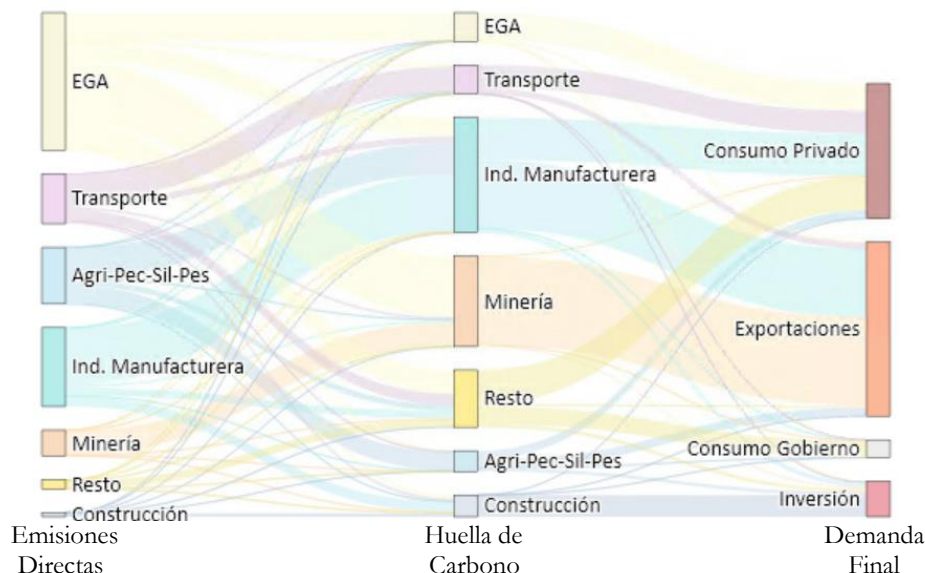 EGA
Transporte
Agri-Pec-Sil-Pes
Ind. Manufacturera
Minería
Resto
Construcción
EGA
Transporte
Ind. Manufacturera
Minería
Resto
Agri-Pec-Sil-Pes
Construcción
Consumo Privado
Exportaciones
Consumo Gobierno
Inversión
Emisiones
Directas
Huella de
Carbono
Demanda
Final